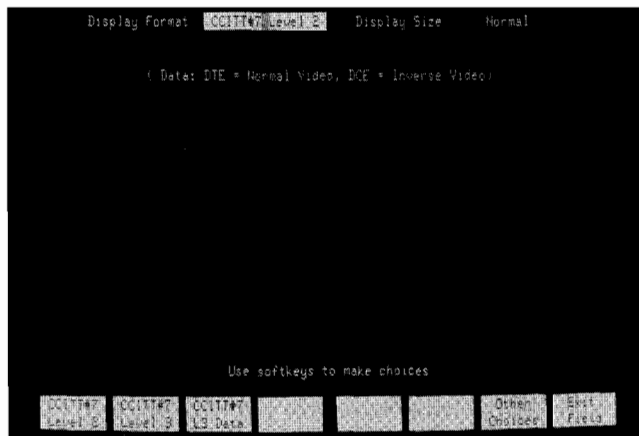 Display Format CCITT#7 Level 2 Display Size Normal
( Data: DTE = Normal Video, DCE = Inverse Video)
Use softkeys to make choices
CCITT#7 Level 2
CCITT#7 Level 3
CCITT#7 L3 Data
Other Choices
Exit Field